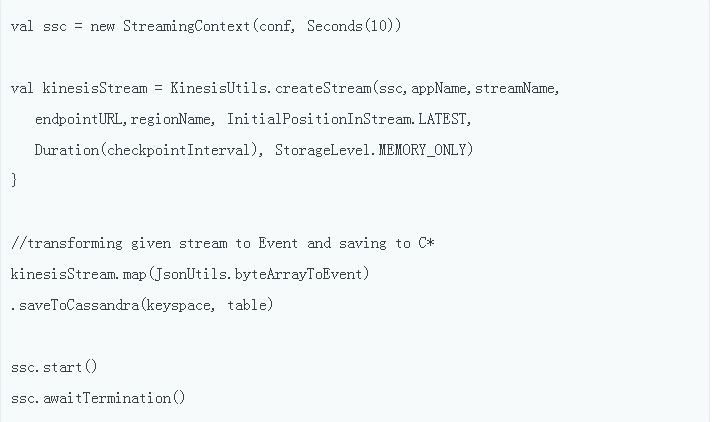 val ssc = new StreamingContext(conf, Seconds(10))
val kinesisStream = KinesisUtils.createStream(ssc,appName,streamName,
endpointURL,regionName, InitialPositionInStream.LATEST,
Duration(checkpointInterval), StorageLevel.MEMORY_ONLY)
}
//transforming given stream to Event and saving to C*
kinesisStream.map(JsonUtils.byteArrayToEvent)
.saveToCassandra(keyspace, table)
ssc.start()
ssc.awaitTermination()